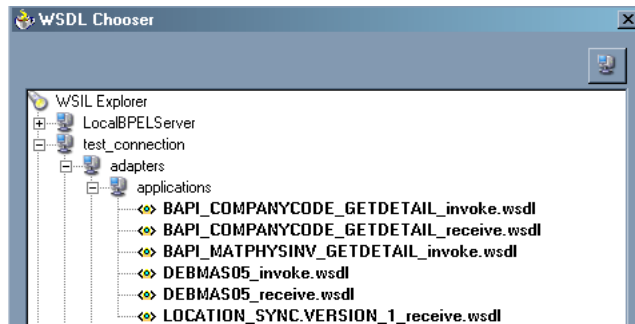 WSDL Chooser
WSIL Explorer
LocalBPELServer
test_connection
adapters
applications
BAPI_COMPANYCODE_GETDETAIL_invoke.wsdl
BAPI_COMPANYCODE_GETDETAIL_receive.wsdl
BAPI_MATPHYSINV_GETDETAIL_invoke.wsdl
DEBMAS05_invoke.wsdl
DEBMAS05_receive.wsdl
LOCATION_SYNC.VERSION_1_receive.wsdl